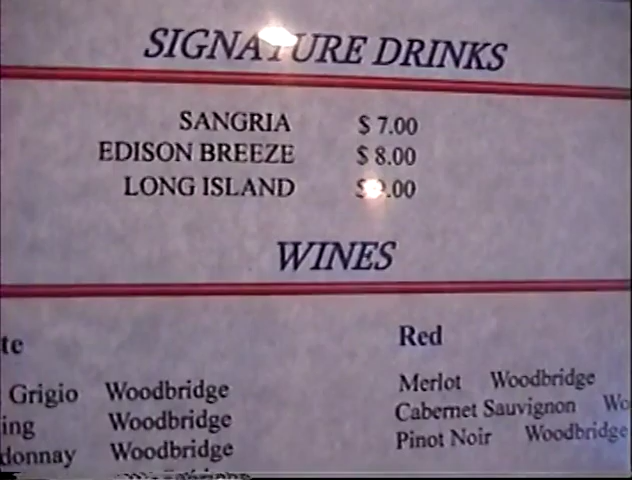 SIGNATURE DRINKS
SANGRIA $ 7.00
EDISON BREEZE $ 8.00
LONG ISLAND
WINES
te Red
Grigio Woodbridge Merlot Woodbridge
ing Woodbridge Cabernet Sauvignon Wo
donnay Woodbridge Pinot Noir Woodbridge